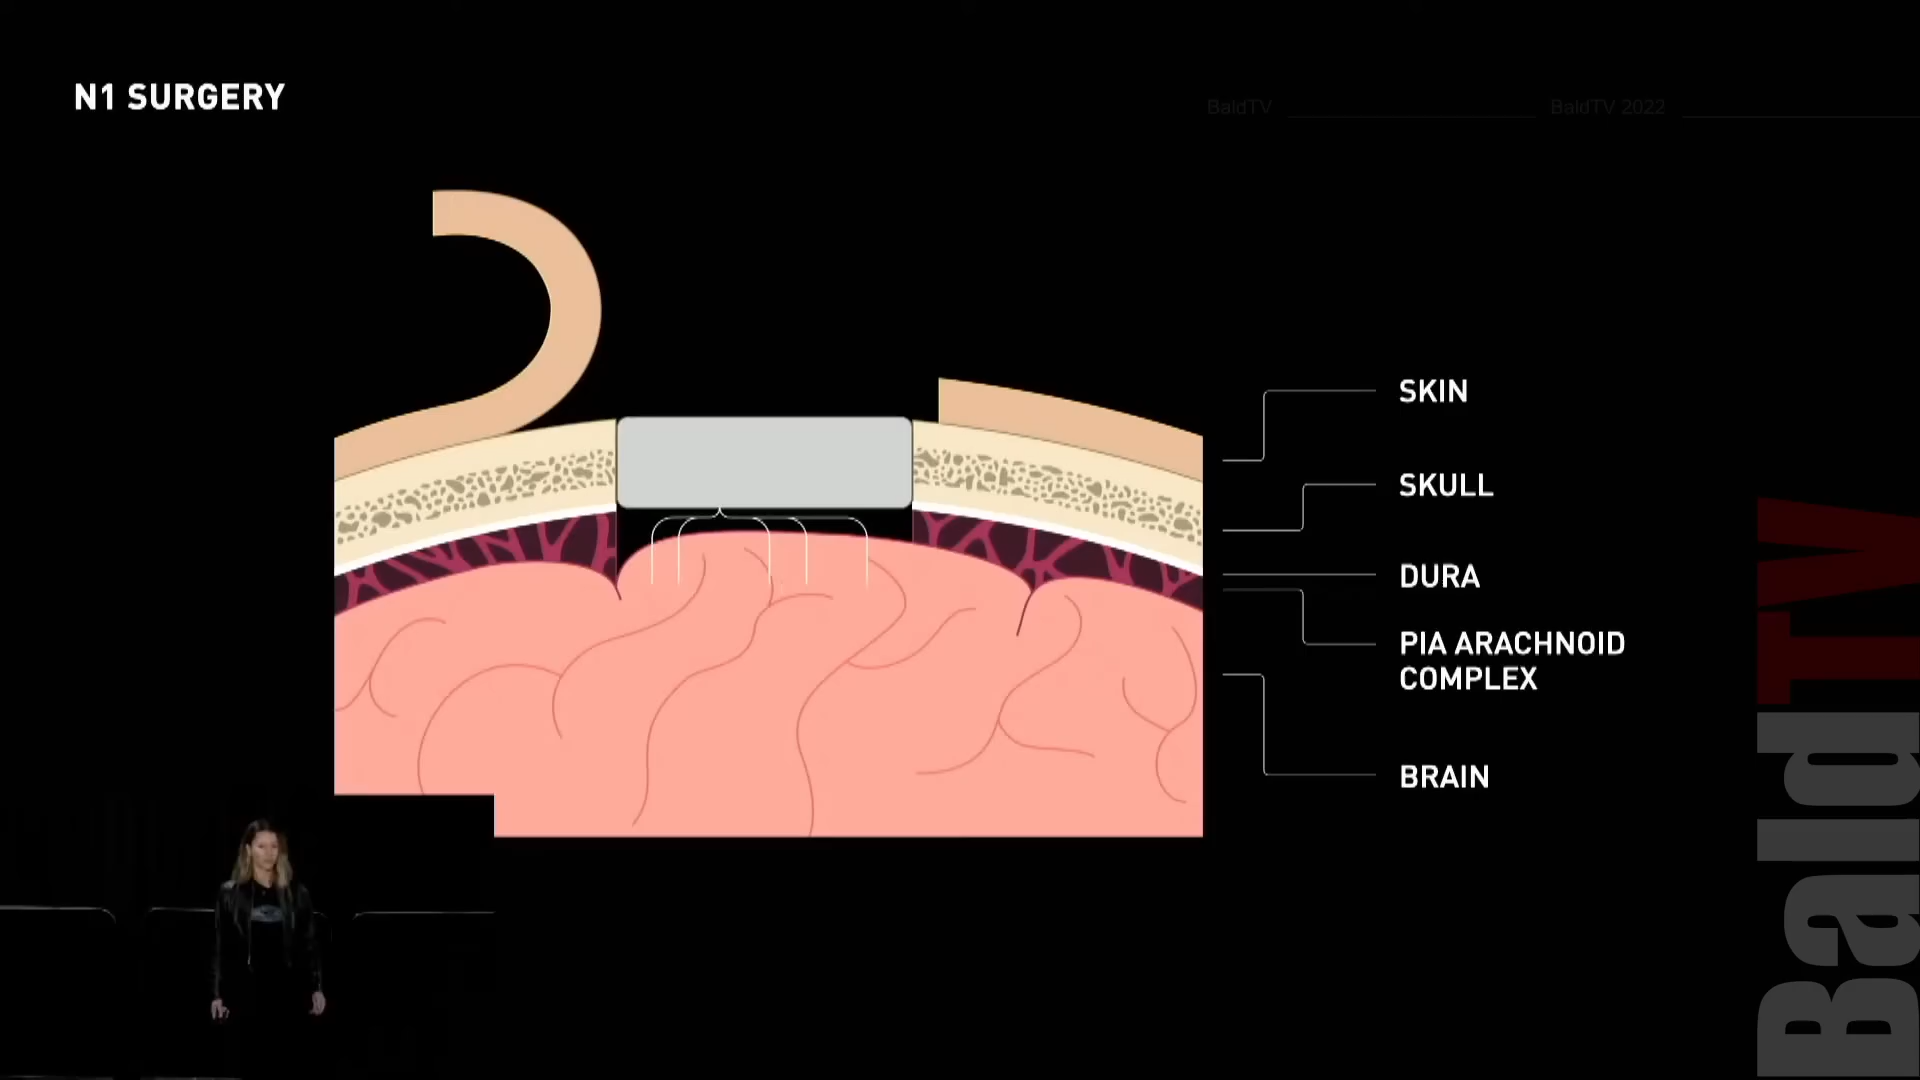 N1 SURGERY
BaldTV
BaldTV 2022
SKIN
SKULL
DURA
PIA ARACHNOID
COMPLEX
BRAIN
BaldTV